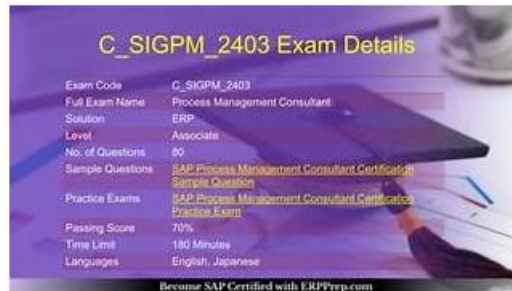 C_SIGPM_2403 Exam Details
Exam Code C_SIGPM_2403
Full Exam Name Process Management Consultant
Solution ERP
Level Associate
No. of Questions 80
Sample Questions SAP Process Management Consultant Certification
Sample Question
Practice Exams SAP Process Management Consultant Certification
Practice Exam
Passing Score 70%
Time Limit 180 Minutes
Languages English, Japanese
Become SAP Certified with ERPPrep.com